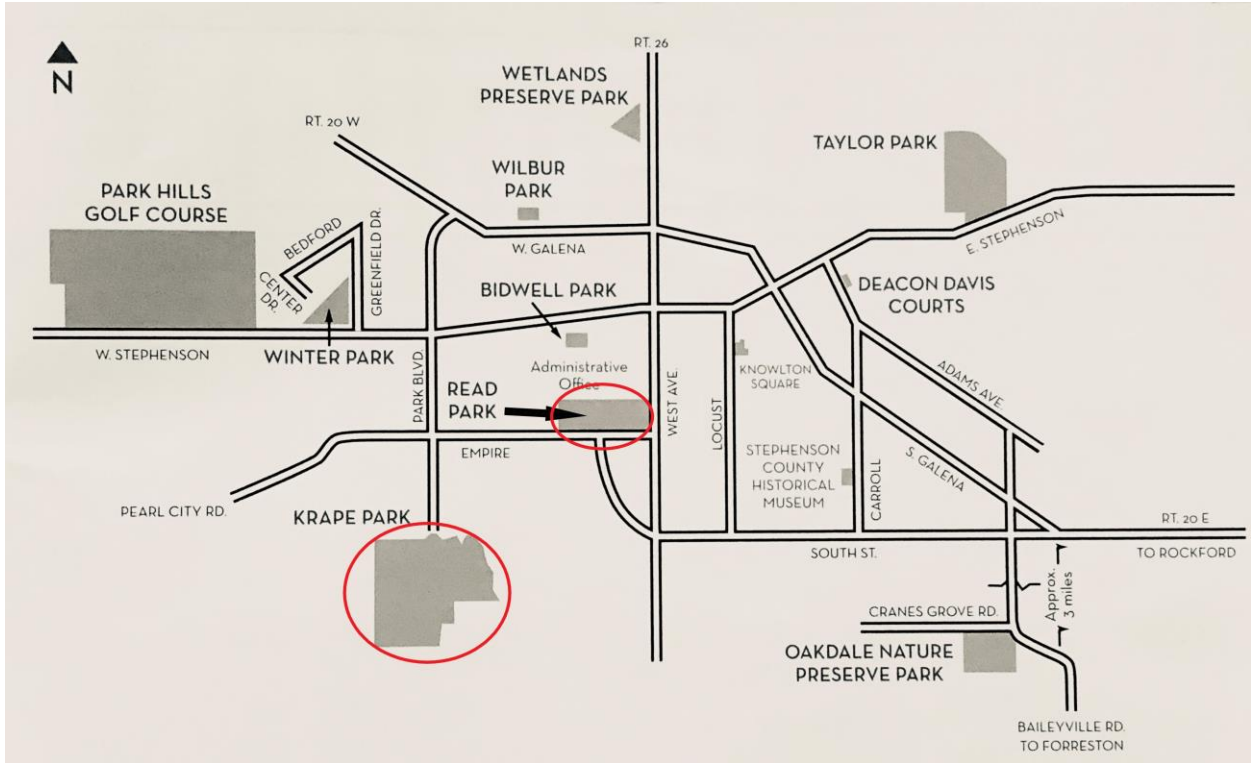 RT. 26
N
WETLANDS
PRESERVE PARK
RT. 20 W
TAYLOR PARK
WILBUR
PARK
PARK HILLS
GOLF COURSE
BEDFORD
GREENFIELD DR.
CENTER
DR.
W. GALENA
E. STEPHENSON
BIDWELL PARK
DEACON DAVIS
COURTS
W. STEPHENSON
WINTER PARK
PARK BLVD.
Administrative
Office
READ
PARK
WEST AVE.
LOCUST
KNOWLTON
SQUARE
ADAMS AVE
EMPIRE
STEPHENSON
COUNTY
HISTORICAL
MUSEUM
CARROLL
S. GALENA
PEARL CITY RD.
KRAPE PARK
SOUTH ST.
RT. 20 E
TO ROCKFORD
Approx.
3 miles
CRANES GROVE RD.
OAKDALE NATURE
PRESERVE PARK
BAILEYVILLE RD.
TO FORRESTON